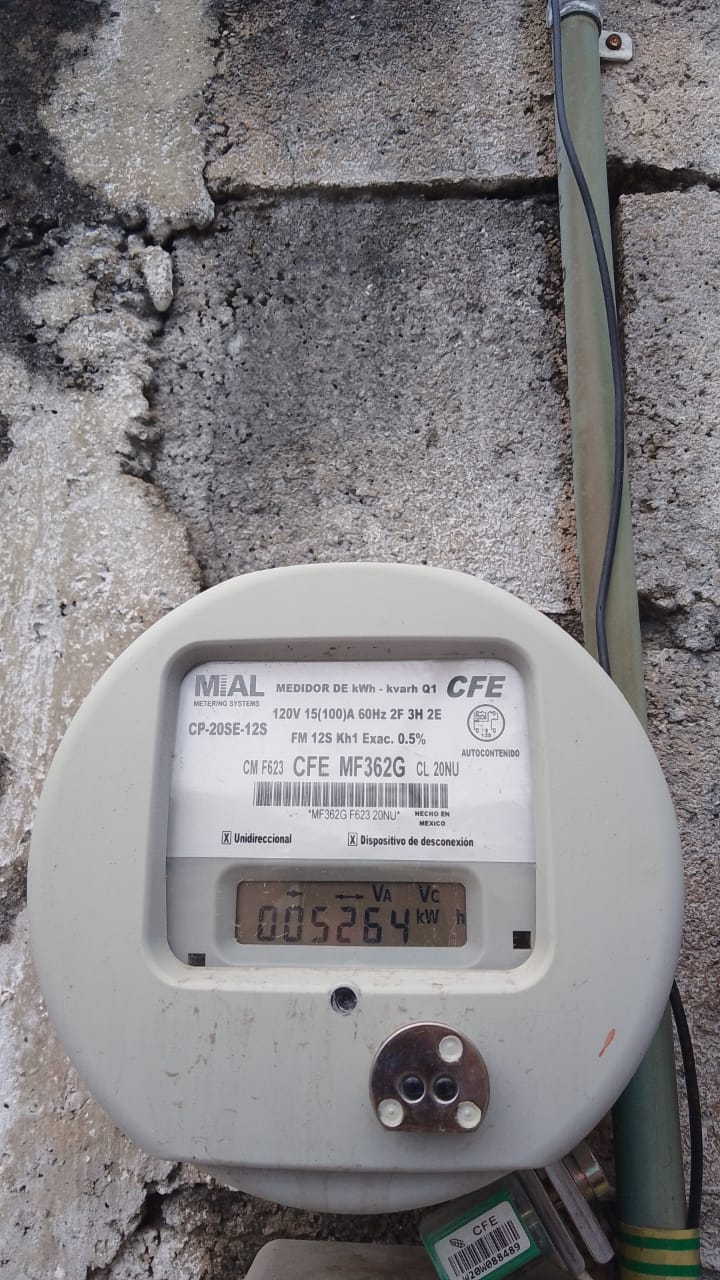 MIAL
METERING SYSTEMS
MEDIDOR DE kWh - kvarh Q1
CFE
120V 15(100)A 60Hz 2F 3H 2E
CP-20SE-12S
FM 12S Kh1 Exac. 0.5%
12S
AUTOCONTENIDO
CM F623 CFE MF362G CL 20NU
*MF362G F623 20NU*
HECHO EN
MEXICO
X Unidireccional
X Dispositivo de desconexión
VA VC
005264 kW h
CFE
W20W088489